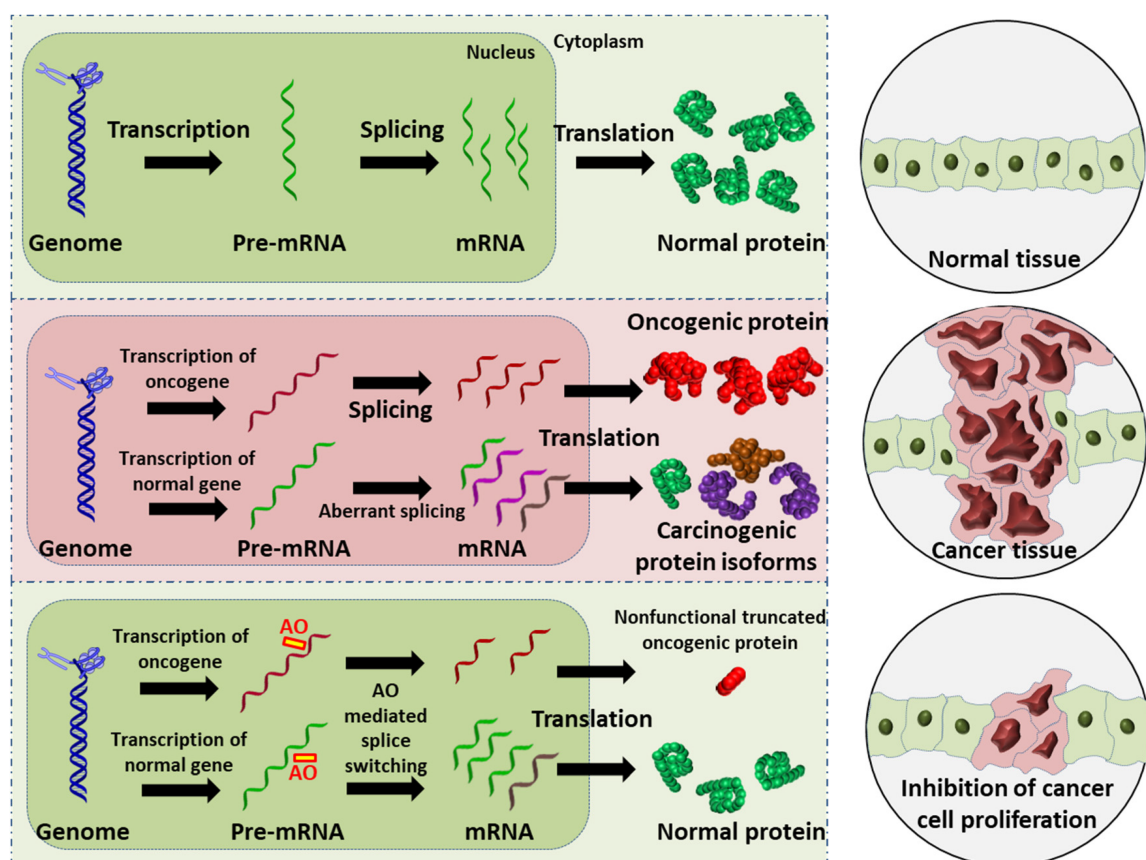 Nucleus
Cytoplasm
Transcription
Splicing
Translation
Genome
Pre-mRNA
mRNA
Normal protein
Normal tissue
Oncogenic protein
Transcription of
oncogene
Splicing
Translation
Transcription of
normal gene
Aberrant splicing
Genome
Pre-mRNA
mRNA
Carcinogenic
protein isoforms
Cancer tissue
Nonfunctional truncated
oncogenic protein
Transcription of
oncogene
AO
AO
mediated
splice
switching
Translation
Transcription of
normal gene
AO
Genome
Pre-mRNA
mRNA
Normal protein
Inhibition of cancer
cell proliferation